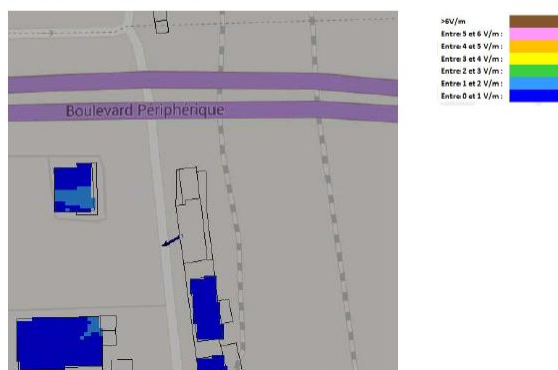 >6V/m
Entre 5 et 6 V/m :
Entre 4 et 5 V/m :
Entre 3 et 4 V/m :
Entre 2 et 3 V/m :
Entre 1 et 2 V/m :
Entre 0 et 1 V/m :
Boulevard Périphérique